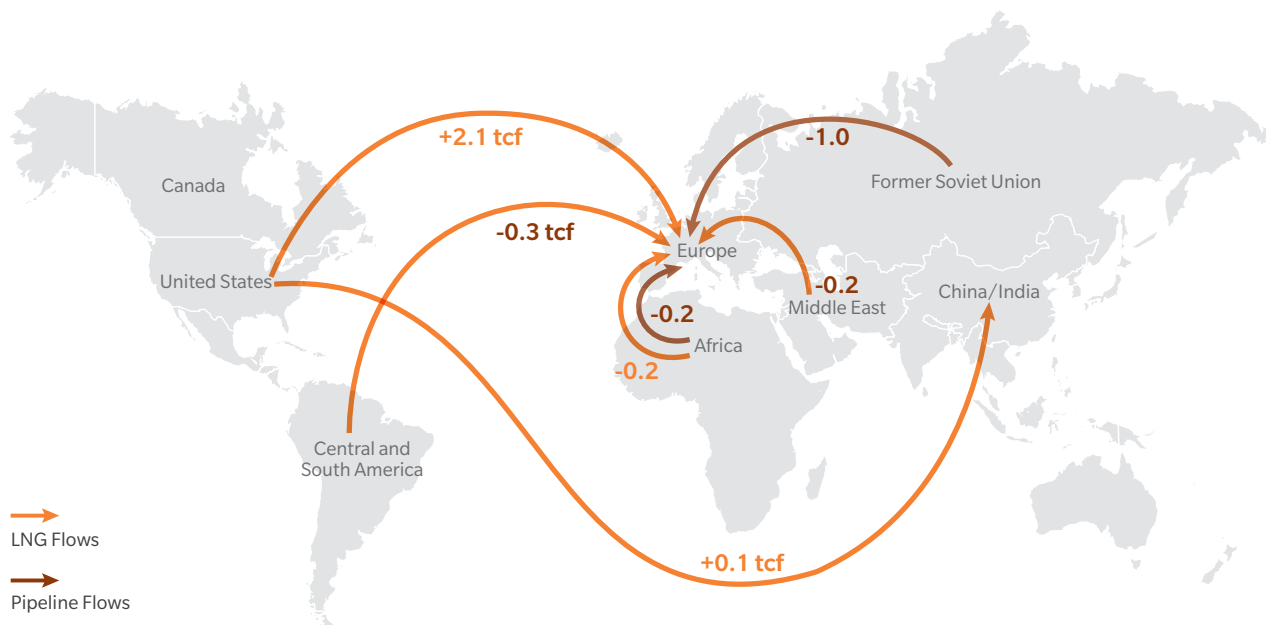 +2.1 tcf
-1.0
Canada
Former Soviet Union
-0.3 tcf
Europe
United States
-0.2
China/India
Middle East
-0.2
Africa
-0.2
Central and
South America
LNG Flows
+0.1 tcf
Pipeline Flows